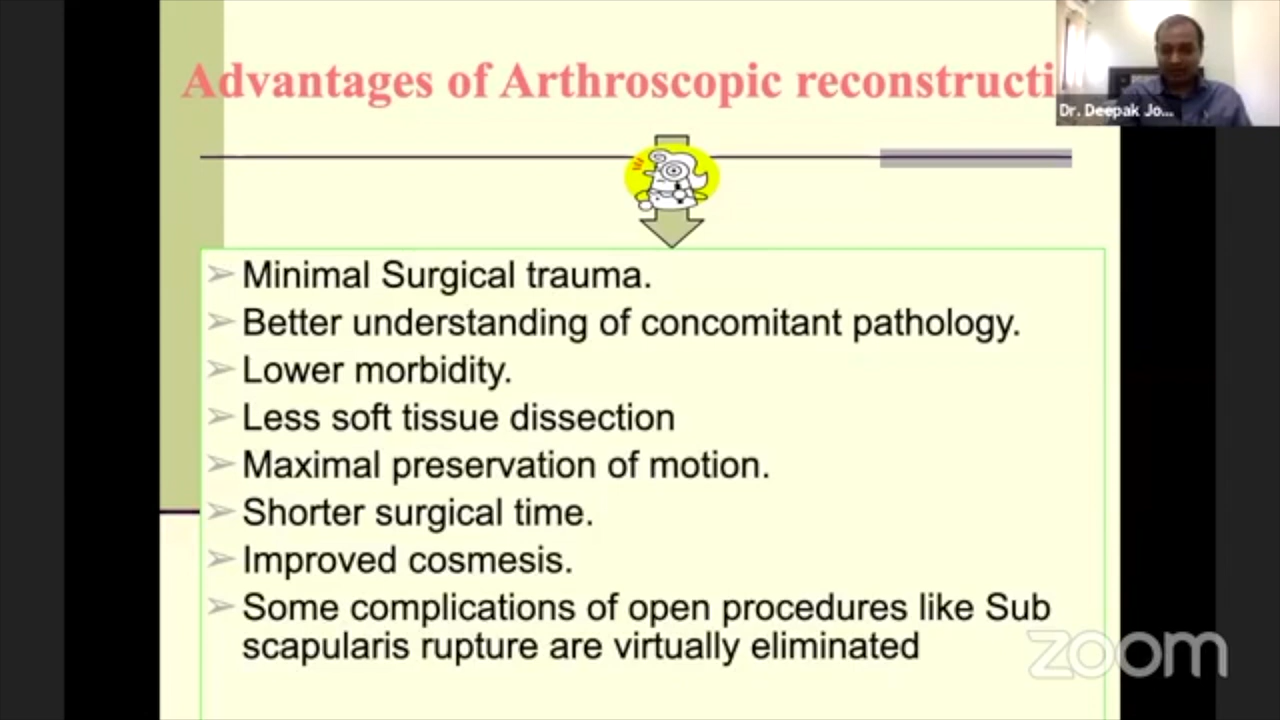 Advantages of Arthroscopic reconstructi
Dr. Deepak Jo...
➢ Minimal Surgical trauma.
➢ Better understanding of concomitant pathology.
➢ Lower morbidity.
➢ Less soft tissue dissection
➢ Maximal preservation of motion.
➢ Shorter surgical time.
➢ Improved cosmesis.
➢ Some complications of open procedures like Sub
scapularis rupture are virtually eliminated
zoom